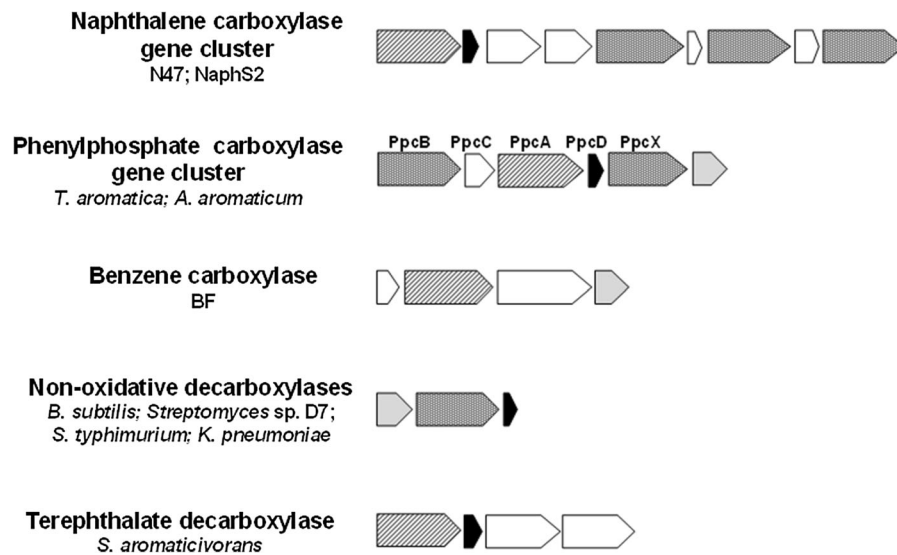 Naphthalene carboxylase
gene cluster
N47; NaphS2
PpcB PpcC PpcA PpcD PpcX
Phenylphosphate carboxylase
gene cluster
T. aromatica; A. aromaticum
Benzene carboxylase
BF
Non-oxidative decarboxylases
B. subtilis; Streptomyces sp. D7;
S. typhimurium; K. pneumoniae
Terephthalate decarboxylase
S. aromaticivorans